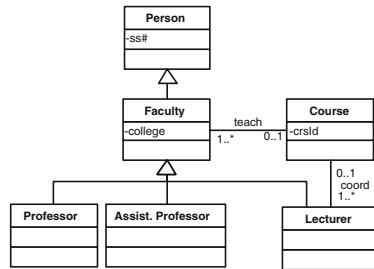 Person
-ss#
Faculty
-college
teach
1..*
0..1
Course
-crsId
0..1
coord
1..*
Professor
Assist. Professor
Lecturer